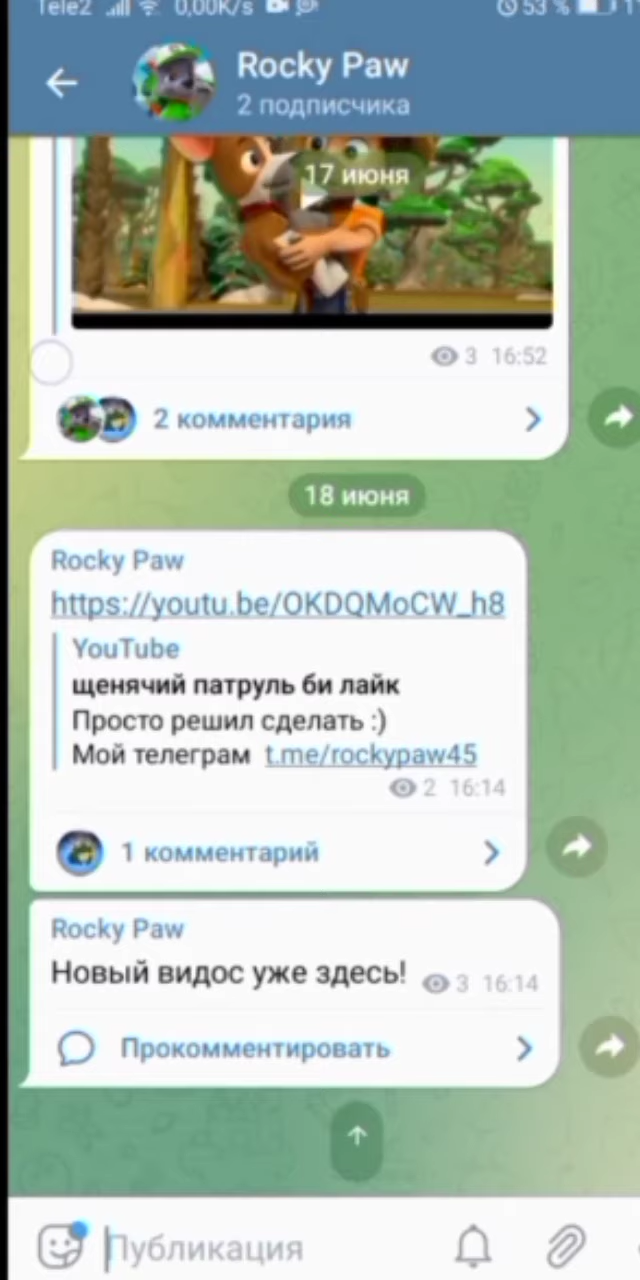 Tele2 0,00K/s 53 %
Rocky Paw
2 подписчика
17 июня
3 16:52
2 комментария
18 июня
Rocky Paw
https://youtu.be/OKDQMoCW_h8
YouTube
щенячий патруль би лайк
Просто решил сделать :)
Мой телеграм t.me/rockypaw45
2 16:14
1 комментарий
Rocky Paw
Новый видос уже здесь! 3 16:14
Прокомментировать
Публикация